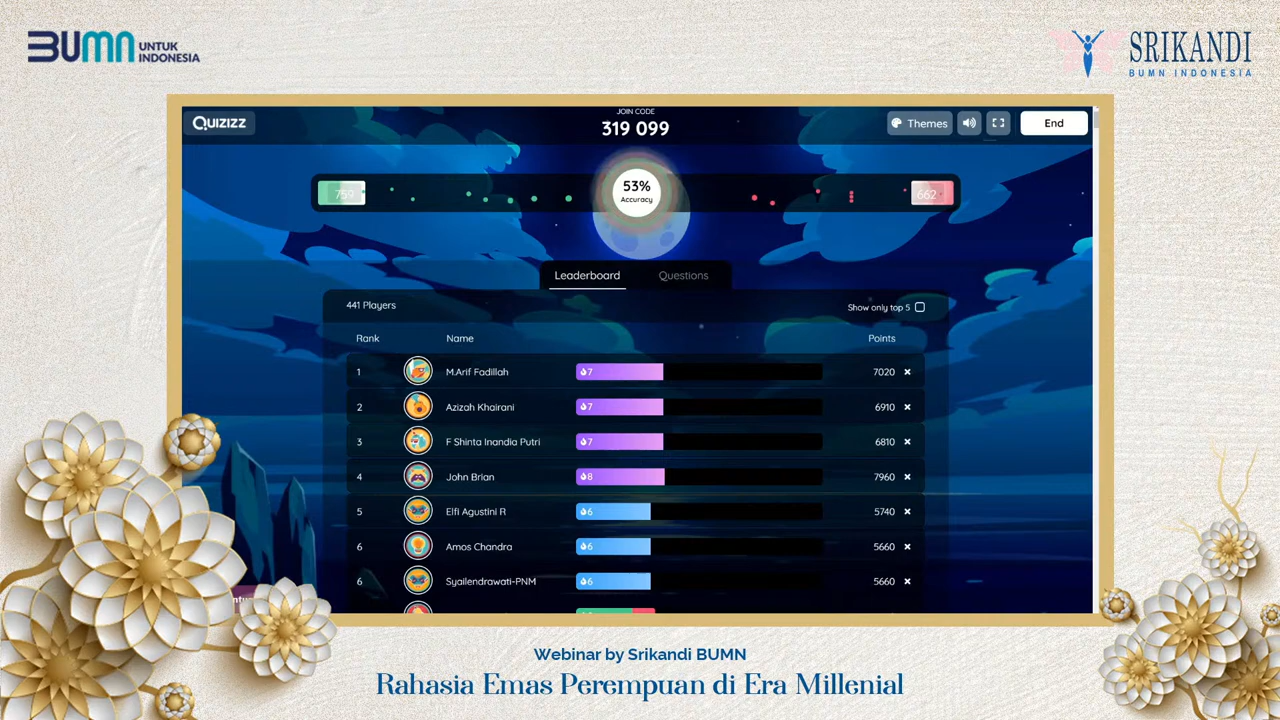 BUMN UNTUK INDONESIA
SRIKANDI
BUMN INDONESIA
Quizizz
JOIN CODE
319 099
Themes
End
759
53%
Accuracy
662
Leaderboard
Questions
441 Players
Show only top 5
Rank Name Points
1 M.Arif Fadillah 7 7020
2 Azizah Khairani 7 6910
3 F Shinta Inandia Putri 7 6810
4 John Brian 8 7960
5 Elfi Agustini R 6 5740
6 Amos Chandra 6 5660
6 Syailendrawati-PNM 6 5660
Webinar by Srikandi BUMN
Rahasia Emas Perempuan di Era Millenial